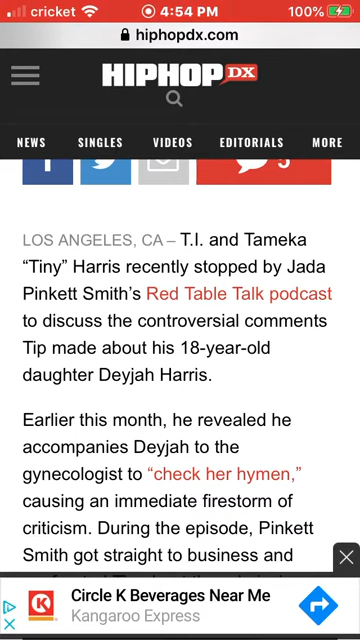 cricket 4:54 PM 100%
hiphopdx.com
HIPHOPDX
NEWS SINGLES VIDEOS EDITORIALS MORE
LOS ANGELES, CA – T.I. and Tameka
“Tiny” Harris recently stopped by Jada
Pinkett Smith’s Red Table Talk podcast
to discuss the controversial comments
Tip made about his 18-year-old
daughter Deyjah Harris.
Earlier this month, he revealed he
accompanies Deyjah to the
gynecologist to “check her hymen,”
causing an immediate firestorm of
criticism. During the episode, Pinkett
Smith got straight to business and
Circle K Beverages Near Me
Kangaroo Express